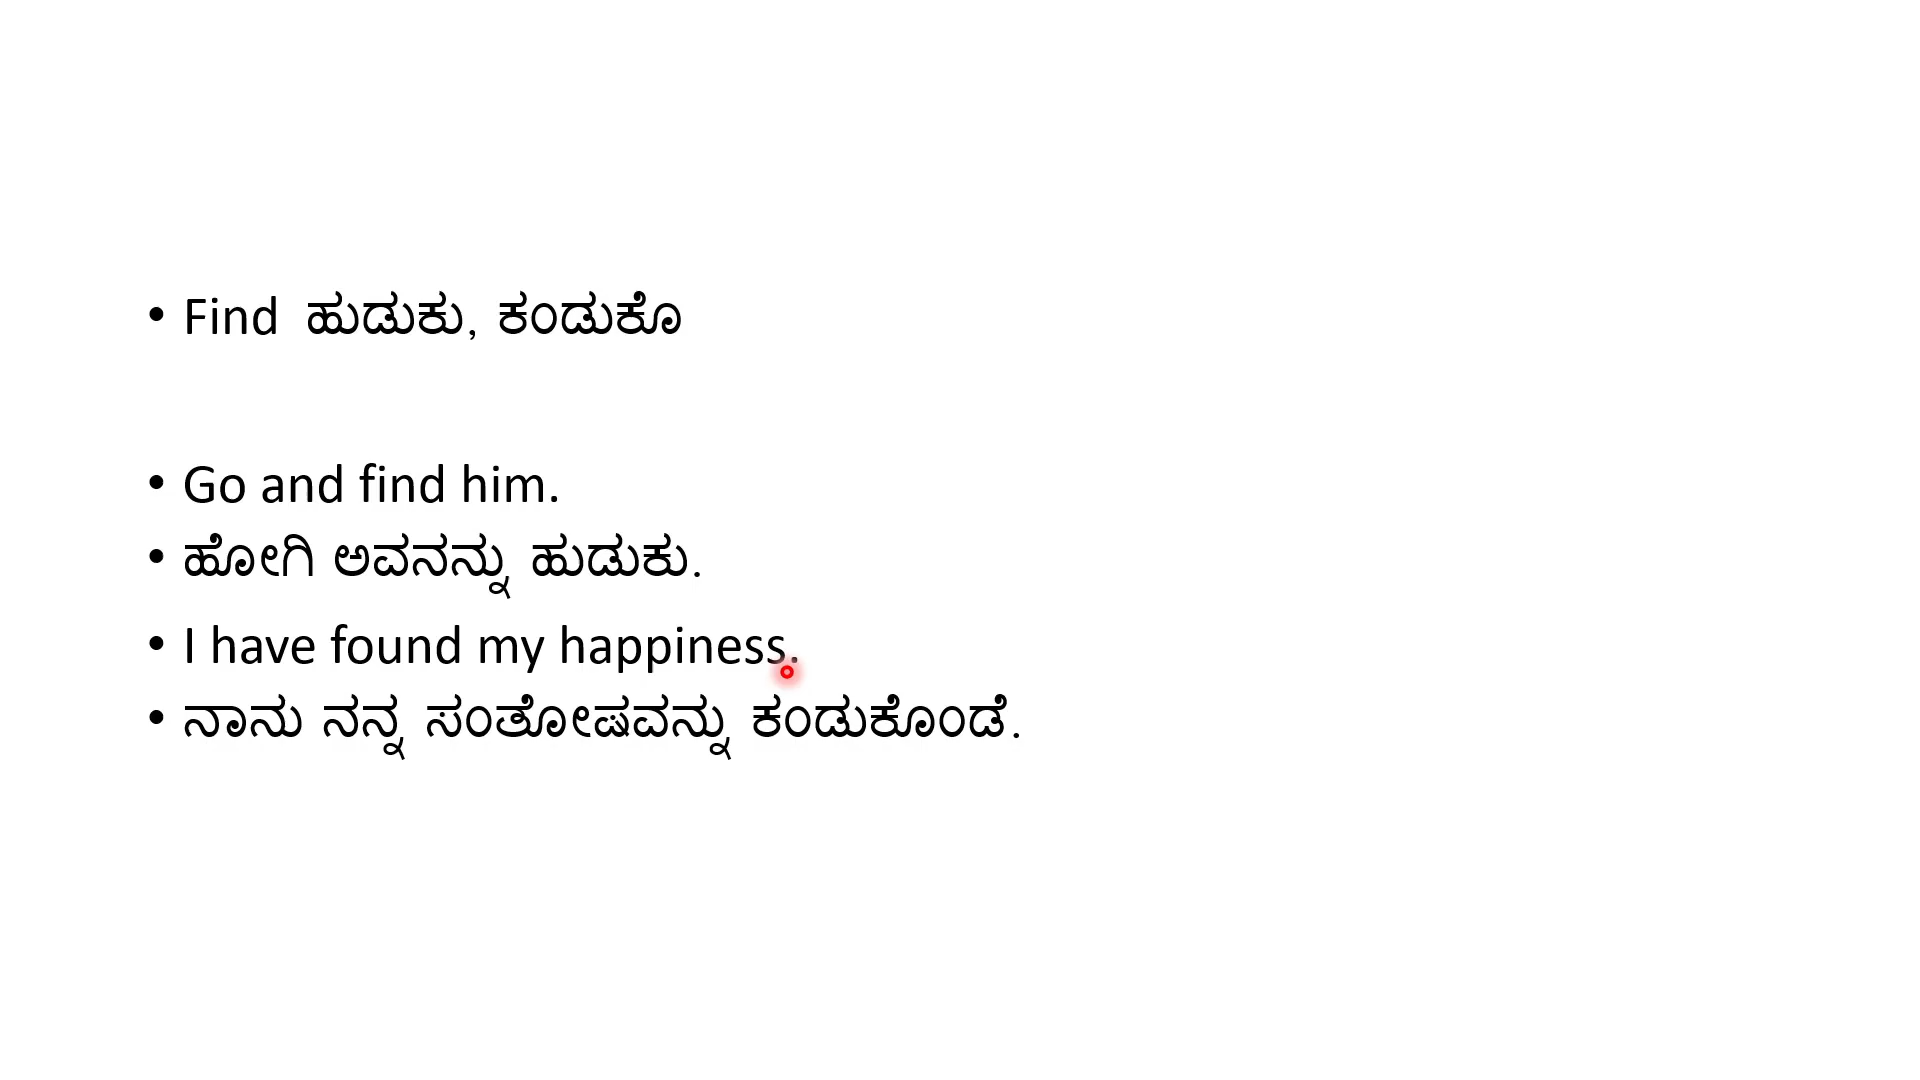 • Find ಹುಡುಕು, ಕಂಡುಕೊ
• Go and find him.
• ಹೋಗಿ ಅವನನ್ನು ಹುಡುಕು.
• I have found my happiness.
• ನಾನು ನನ್ನ ಸಂತೋಷವನ್ನು ಕಂಡುಕೊಂಡೆ.